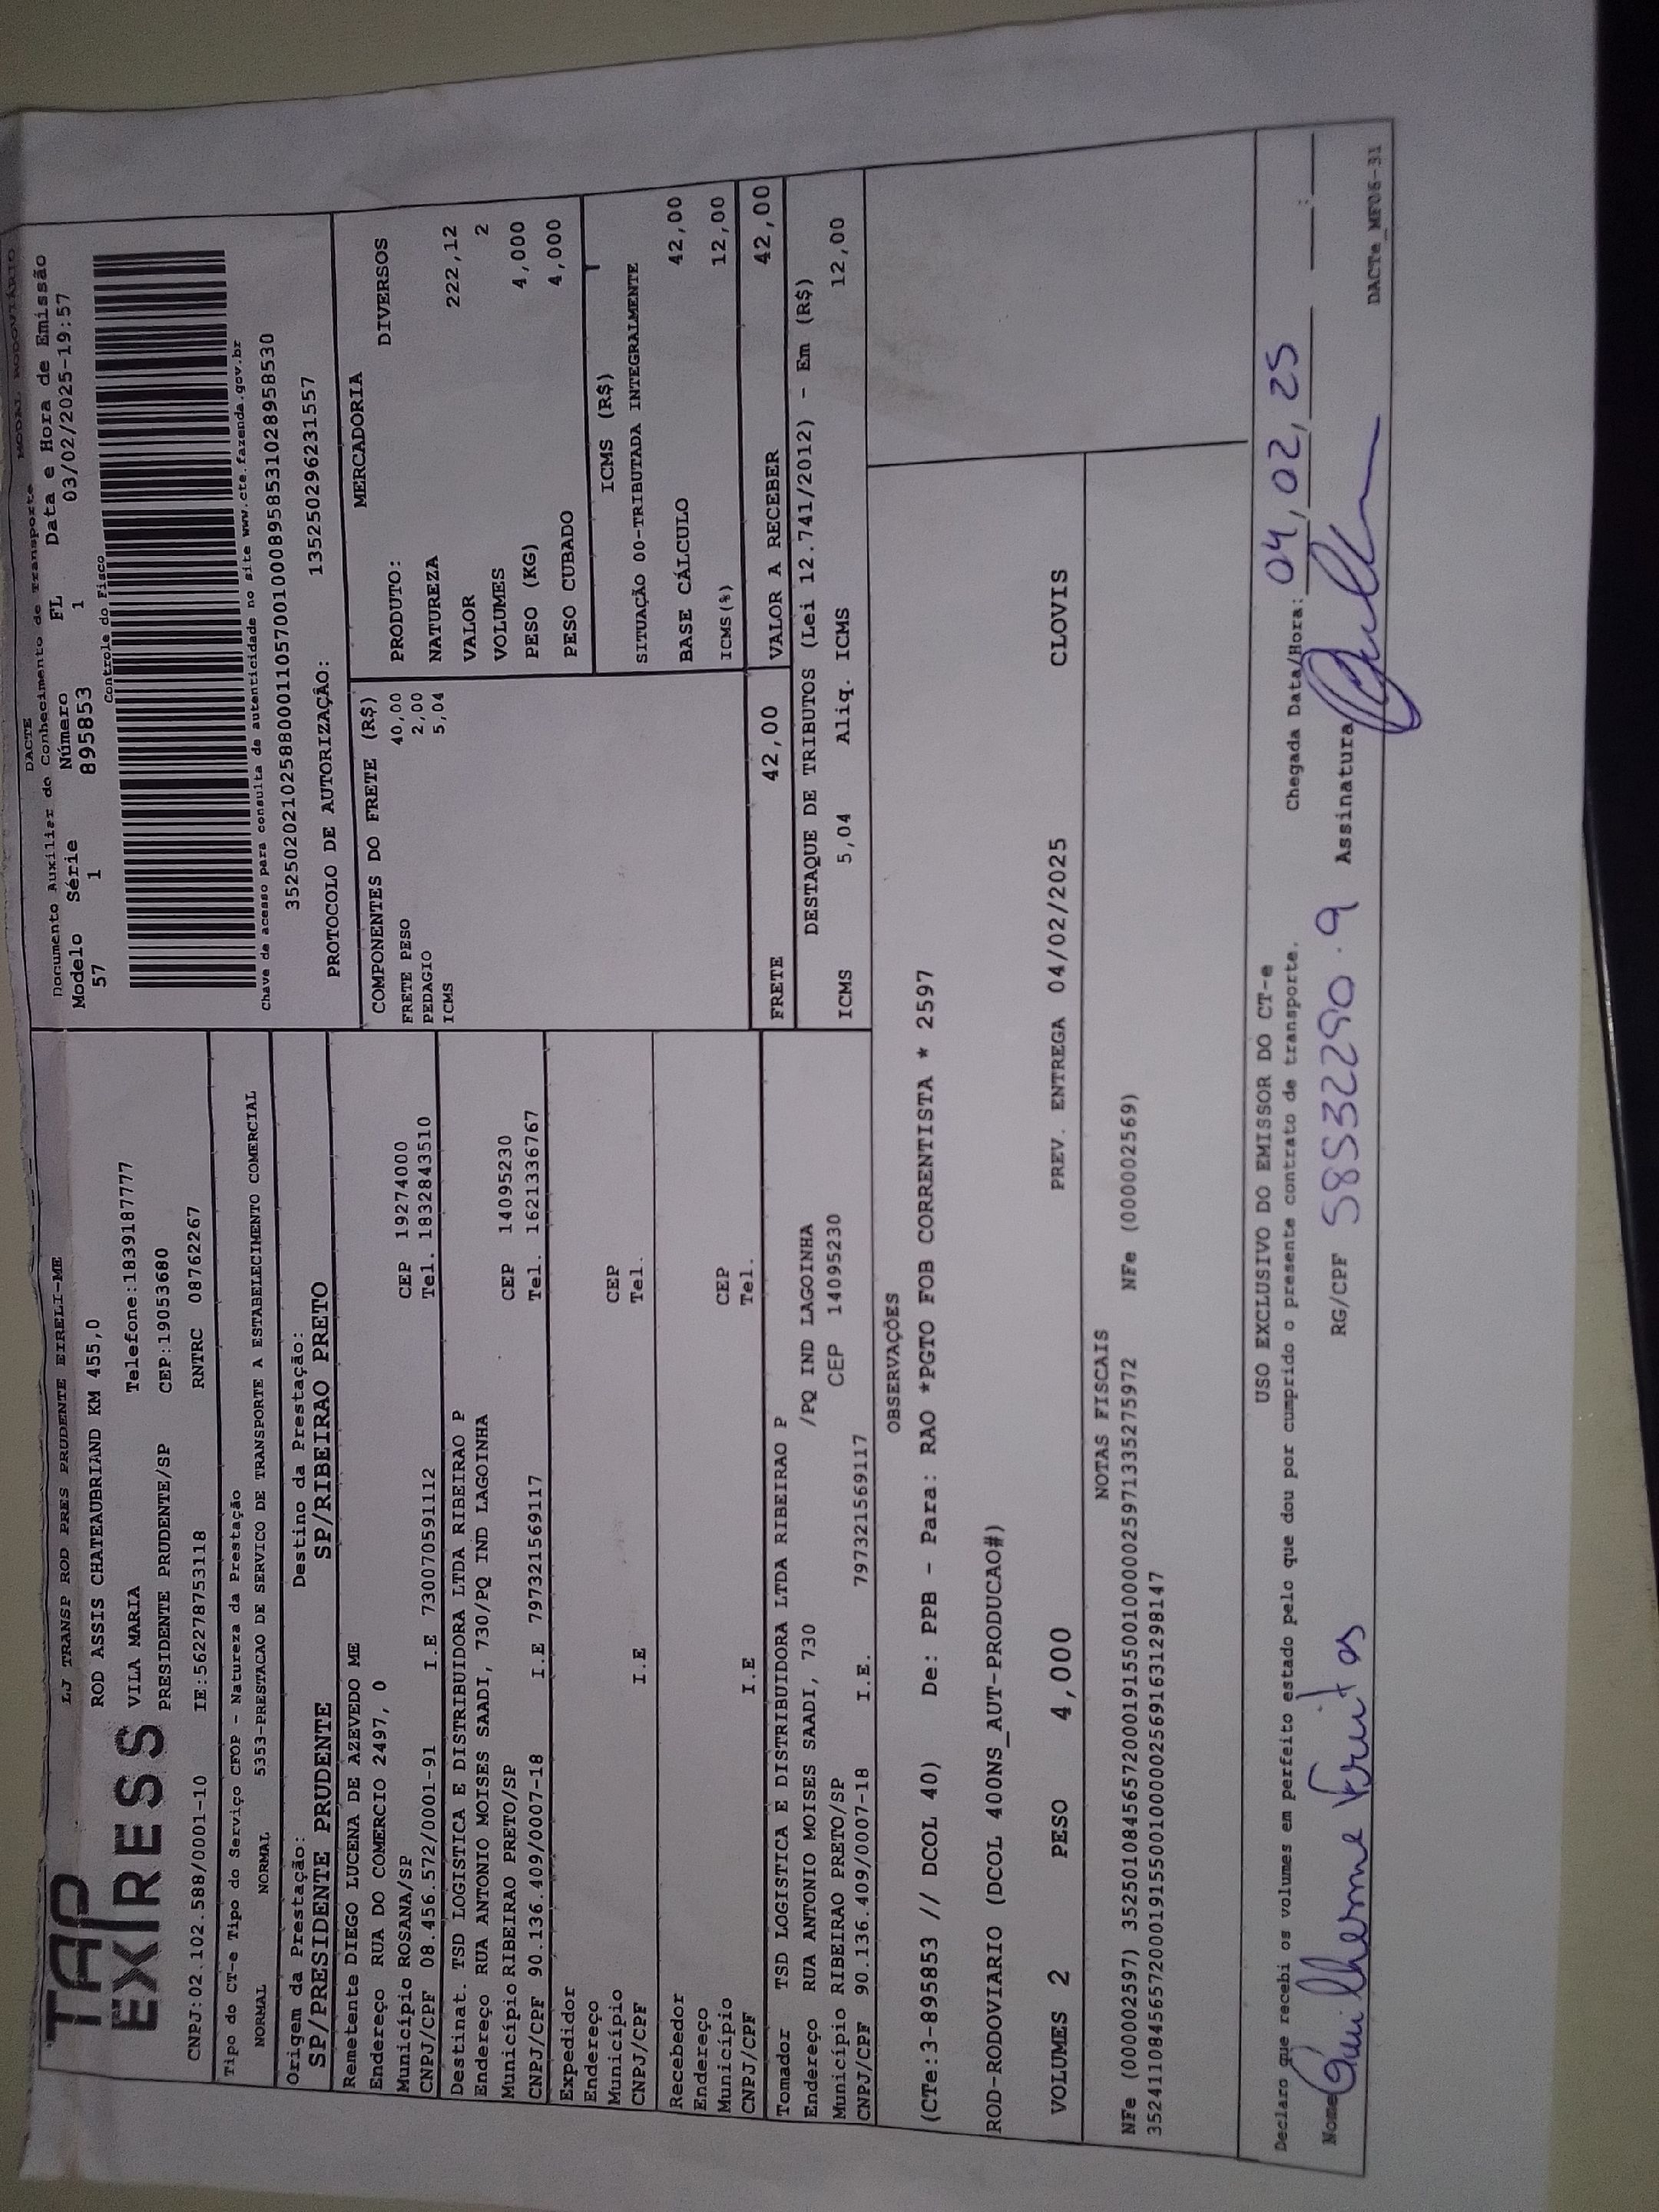 TAP
EXPRESS
LJ TRANSP ROD PRES PRUDENTE EIRELI-ME
ROD ASSIS CHATEAUBRIAND KM 455,0
VILA MARIA Telefone:1839187777
PRESIDENTE PRUDENTE/SP CEP:19053680
CNPJ:02.102.588/0001-10 IE:562277875​3118 RNTRC 08762267
DACTE MODAL RODOVIÁRIO
Documento Auxiliar do Conhecimento de Transporte
Modelo Série Número FL Data e Hora de Emissão
57 1 895853 1 03/02/2025-19:57
Controle do Fisco
Chave de acesso para consulta de autenticidade no site www.cte.fazenda.gov.br
35250202102588000110570010008958531028958530
PROTOCOLO DE AUTORIZAÇÃO: 135250296231557
Tipo do CT-e Tipo do Serviço CFOP - Natureza da Prestação
NORMAL NORMAL 5353-PRESTACAO DE SERVICO DE TRANSPORTE A ESTABELECIMENTO COMERCIAL
Origem da Prestação: Destino da Prestação:
SP/PRESIDENTE PRUDENTE SP/RIBEIRAO PRETO
Remetente DIEGO LUCENA DE AZEVEDO ME
Endereço RUA DO COMERCIO 2497, 0
Município ROSANA/SP CEP 19274000
CNPJ/CPF 08.456.572/0001-91 I.E 730070591112 Tel. 1832843510
Destinat. TSD LOGISTICA E DISTRIBUIDORA LTDA RIBEIRAO P
Endereço RUA ANTONIO MOISES SAADI, 730/PQ IND LAGOINHA
Município RIBEIRAO PRETO/SP CEP 14095230
CNPJ/CPF 90.136.409/0007-18 I.E 797321569117 Tel. 1621336767
Expedidor
Endereço
Município CEP
CNPJ/CPF I.E Tel.
Recebedor
Endereço
Município CEP
CNPJ/CPF I.E Tel.
Tomador TSD LOGISTICA E DISTRIBUIDORA LTDA RIBEIRAO P
Endereço RUA ANTONIO MOISES SAADI, 730 /PQ IND LAGOINHA
Município RIBEIRAO PRETO/SP CEP 14095230
CNPJ/CPF 90.136.409/0007-18 I.E. 797321569117
COMPONENTES DO FRETE (R$)
FRETE PESO 40,00
PEDAGIO 2,00
ICMS 5,04
MERCADORIA
PRODUTO: DIVERSOS
NATUREZA
VALOR 222,12
VOLUMES 2
PESO (KG) 4,000
PESO CUBADO 4,000
ICMS (R$)
SITUAÇÃO 00-TRIBUTADA INTEGRALMENTE
BASE CÁLCULO 42,00
ICMS(%) 12,00
FRETE 42,00 VALOR A RECEBER 42,00
DESTAQUE DE TRIBUTOS (Lei 12.741/2012) - Em (R$)
ICMS 5,04 Aliq. ICMS 12,00
OBSERVAÇÕES
(CTe:3-895853 // DCOL 40) De: PPB - Para: RAO *PGTO FOB CORRENTISTA * 2597
ROD-RODOVIARIO (DCOL 400NS_AUT-PRODUCAO#)
VOLUMES 2 PESO 4,000 PREV. ENTREGA 04/02/2025 CLOVIS
NOTAS FISCAIS
NFe (000002597) 35250108456572000191550010000025971335275972 NFe (000002569)
35241108456572000191550010000025691631298147
USO EXCLUSIVO DO EMISSOR DO CT-e
Declaro que recebi os volumes em perfeito estado pelo que dou por cumprido o presente contrato de transporte. Chegada Data/Hora: 04,02,25 :
Nome Guilherme RG/CPF 58532290.9 Assinatura
DACTe_MF06-31